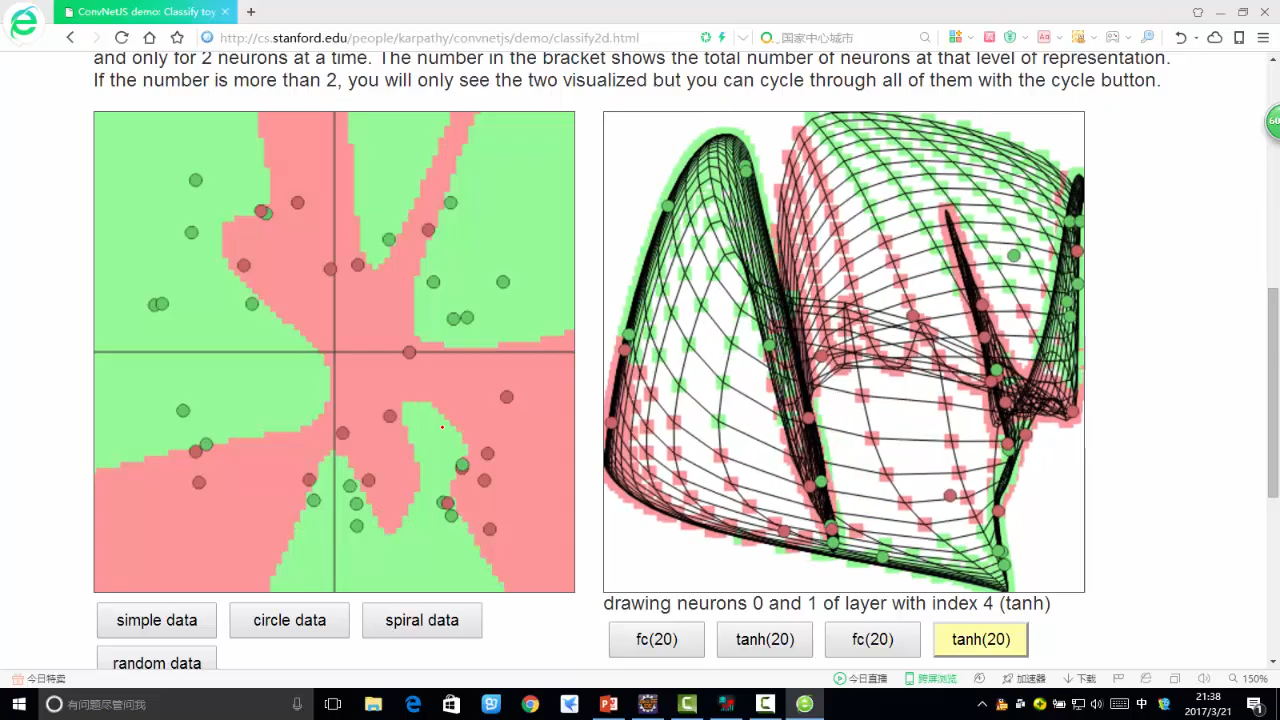 ConvNetJS demo: Classify toy
http://cs.stanford.edu/people/karpathy/convnetjs/demo/classify2d.html
国家中心城市
and only for 2 neurons at a time. The number in the bracket shows the total number of neurons at that level of representation.
If the number is more than 2, you will only see the two visualized but you can cycle through all of them with the cycle button.
60
drawing neurons 0 and 1 of layer with index 4 (tanh)
simple data
circle data
spiral data
fc(20)
tanh(20)
fc(20)
tanh(20)
random data
今日特卖
今日直播
跨屏浏览
加速器
下载
150%
有问题尽管问我
中
21:38
2017/3/21